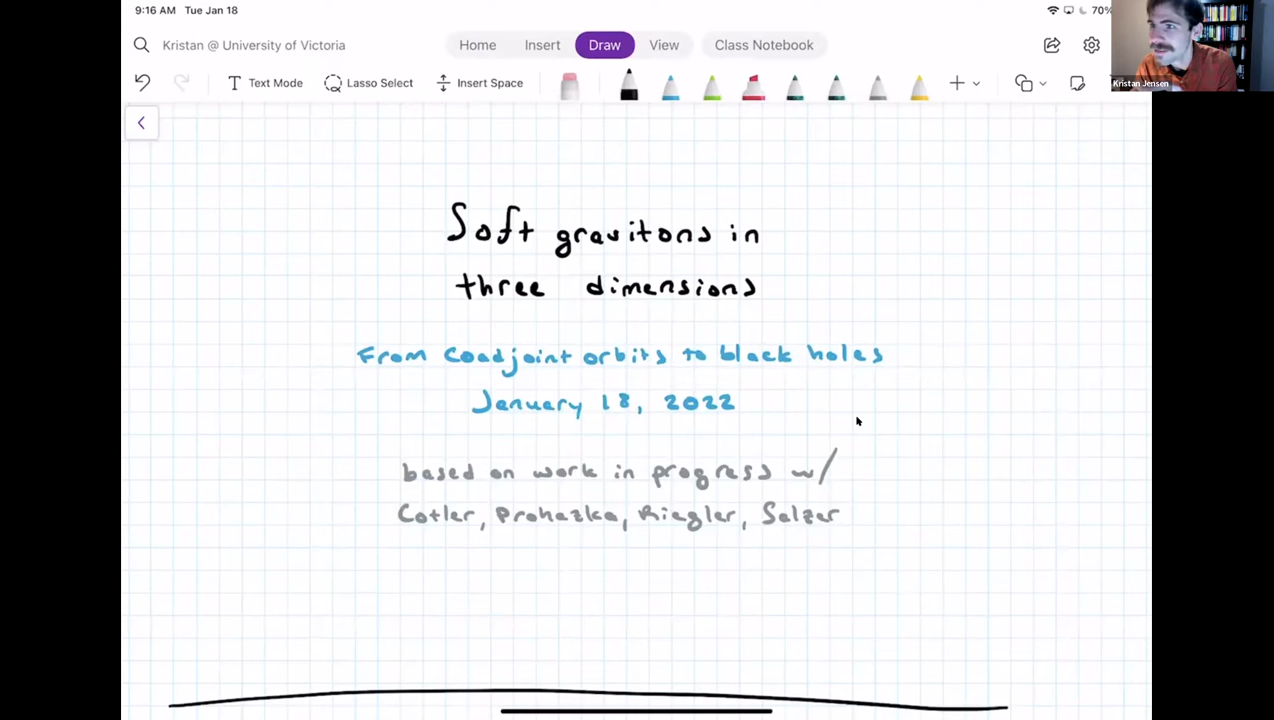 9:16 AM Tue Jan 18
70%
Kristan @ University of Victoria
Home Insert Draw View Class Notebook
Text Mode Lasso Select Insert Space
Kristan Jensen
Soft gravitons in
three dimensions
From coadjoint orbits to black holes
January 18, 2022
based on work in progress w/
Cotler, Prohazka, Riegler, Salzer